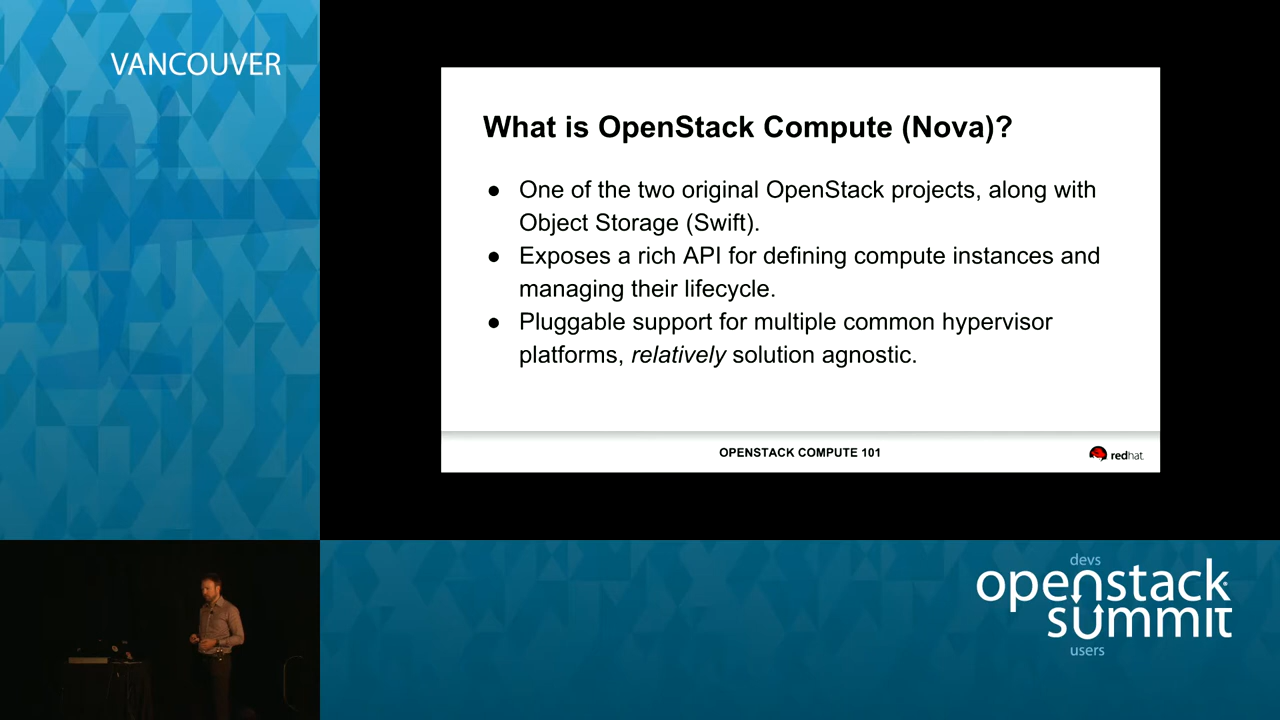 VANCOUVER
What is OpenStack Compute (Nova)?
● One of the two original OpenStack projects, along with
Object Storage (Swift).
● Exposes a rich API for defining compute instances and
managing their lifecycle.
● Pluggable support for multiple common hypervisor
platforms, relatively solution agnostic.
OPENSTACK COMPUTE 101
redhat
devs
openstack
summit
users